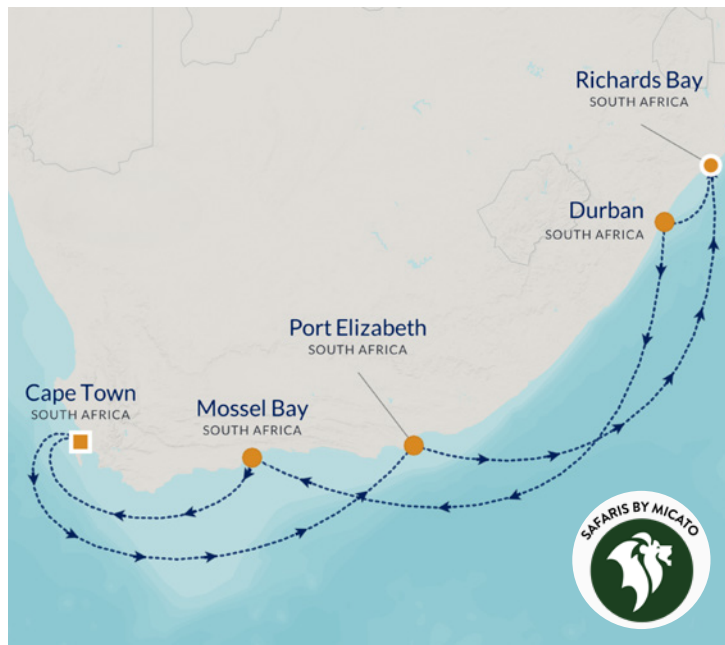 Richards Bay
SOUTH AFRICA
Durban
SOUTH AFRICA
Port Elizabeth
SOUTH AFRICA
Cape Town
SOUTH AFRICA
Mossel Bay
SOUTH AFRICA
SAFARIS BY MICATO